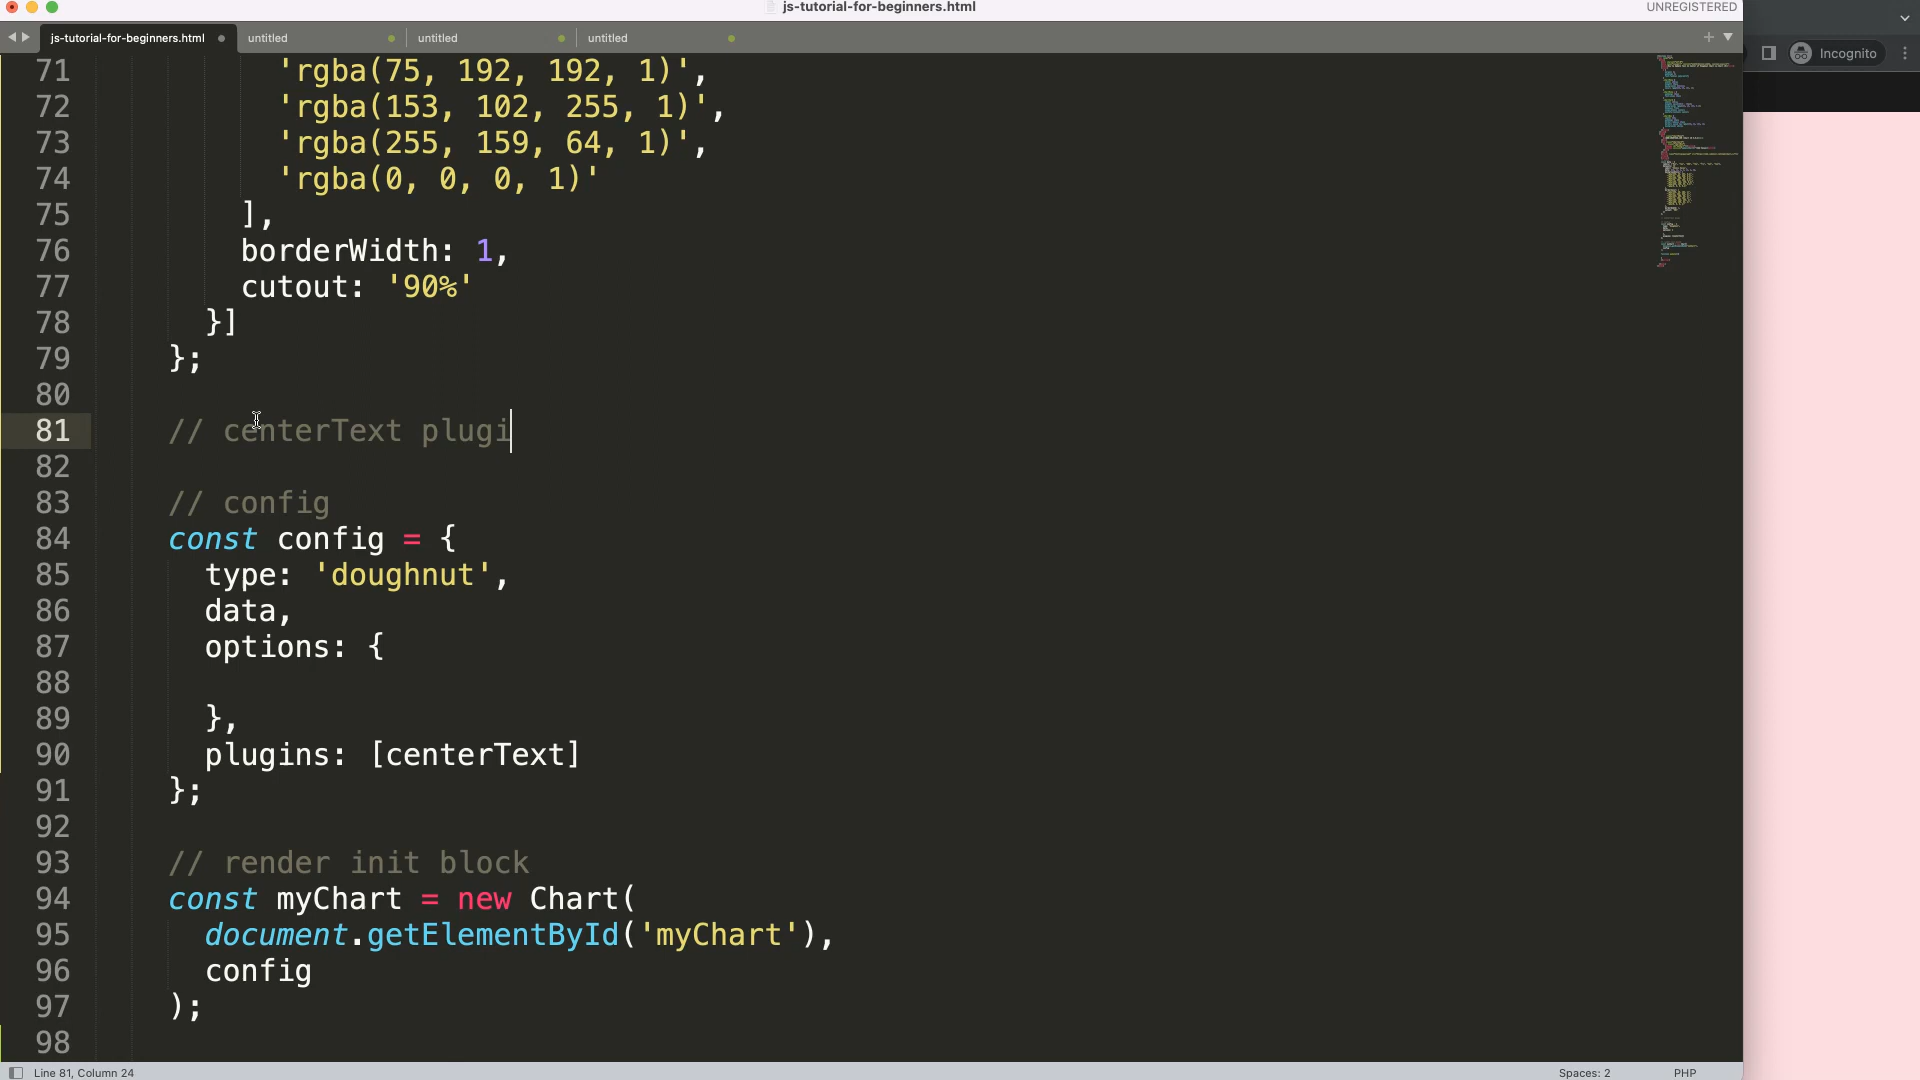 js-tutorial-for-beginners.html
UNREGISTERED
js-tutorial-for-beginners.html
untitled
untitled
untitled
Incognito
71 'rgba(75, 192, 192, 1)',
72 'rgba(153, 102, 255, 1)',
73 'rgba(255, 159, 64, 1)',
74 'rgba(0, 0, 0, 1)'
75 ],
76 borderWidth: 1,
77 cutout: '90%'
78 }]
79 };
80
81 // centerText plugi
82
83 // config
84 const config = {
85 type: 'doughnut',
86 data,
87 options: {
88
89 },
90 plugins: [centerText]
91 };
92
93 // render init block
94 const myChart = new Chart(
95 document.getElementById('myChart'),
96 config
97 );
98
Line 81, Column 24
Spaces: 2
PHP